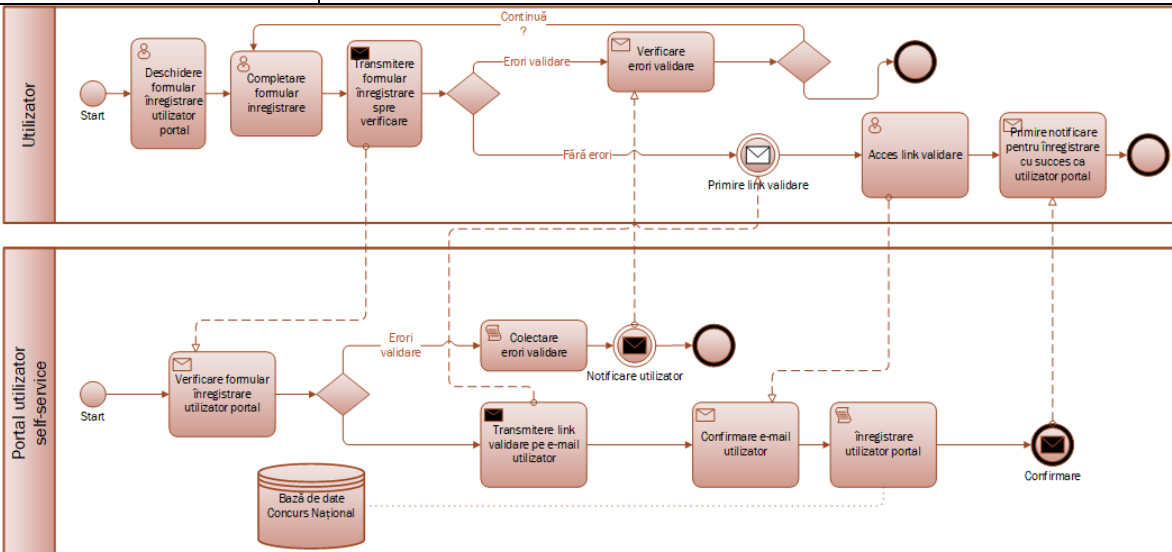 Utilizator
Start
Deschidere
formular
înregistrare
utilizator
portal
Completare
formular
inregistrare
Transmitere
formular
înregistrare
spre
verificare
Continuă
?
Erori validare
Verificare
erori validare
Fără erori
Primire link validare
Acces link validare
Primire notificare
pentru înregistrare
cu succes ca
utilizator portal
Portal utilizator
self-service
Start
Verificare formular
înregistrare
utilizator portal
Erori
validare
Colectare
erori validare
Notificare utilizator
Transmitere link
validare pe e-mail
utilizator
Confirmare e-mail
utilizator
înregistrare
utilizator portal
Confirmare
Bază de date
Concurs Național